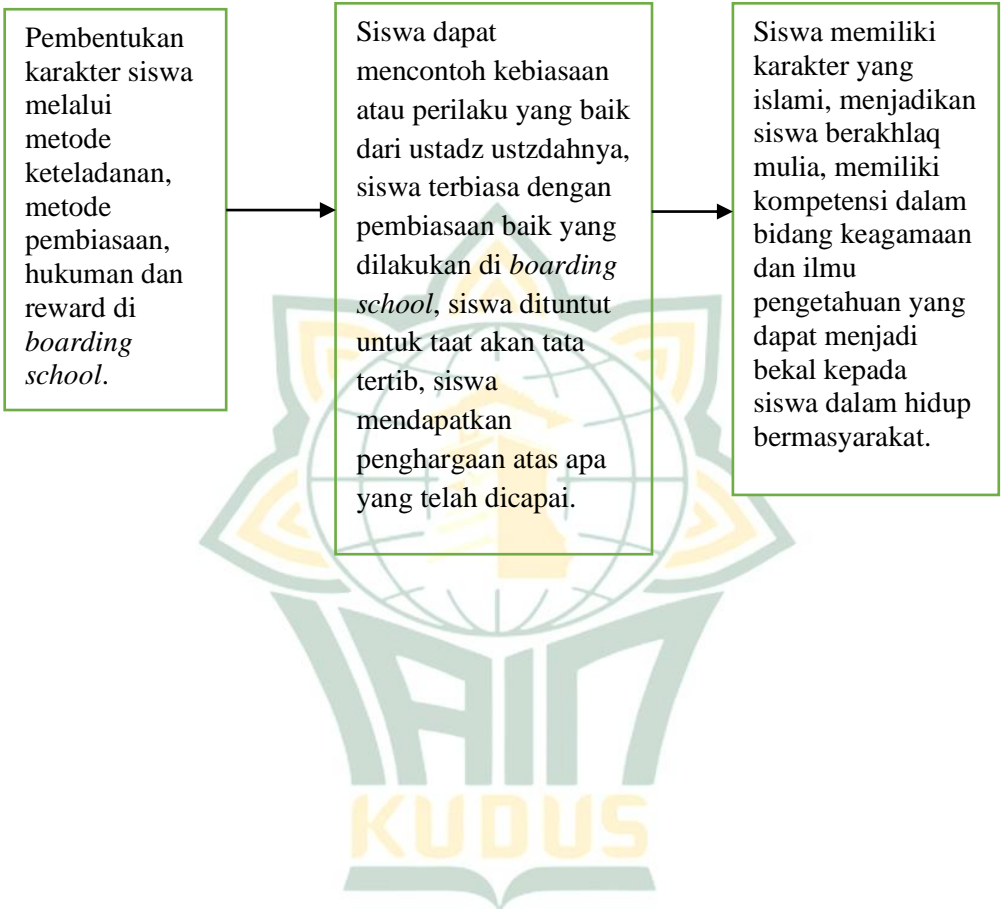 Pembentukan
karakter siswa
melalui
metode
keteladanan,
metode
pembiasaan,
hukuman dan
reward di
boarding
school.
Siswa dapat
mencontoh kebiasaan
atau perilaku yang baik
dari ustadz ustzdahnya,
siswa terbiasa dengan
pembiasaan baik yang
dilakukan di boarding
school, siswa dituntut
untuk taat akan tata
tertib, siswa
mendapatkan
penghargaan atas apa
yang telah dicapai.
Siswa memiliki
karakter yang
islami, menjadikan
siswa berakhlaq
mulia, memiliki
kompetensi dalam
bidang keagamaan
dan ilmu
pengetahuan yang
dapat menjadi
bekal kepada
siswa dalam hidup
bermasyarakat.
IAIN
KUDUS